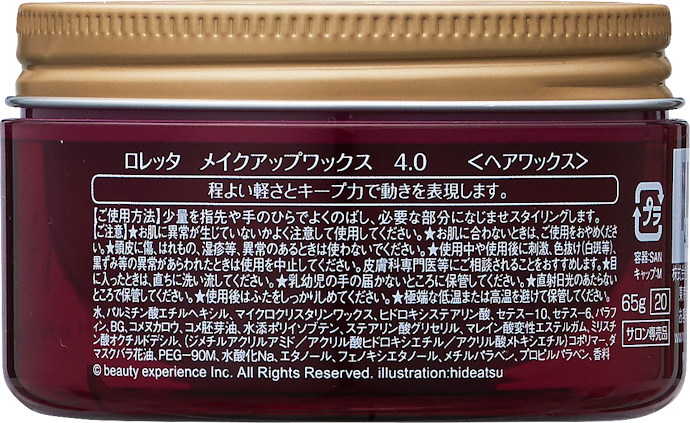 ロレッタ メイクアップワックス 4.0 〈ヘアワックス〉
程よい軽さとキープ力で動きを表現します。
【ご使用方法】少量を指先や手のひらでよくのばし、必要な部分になじませスタイリングします。
【ご注意】★お肌に異常が生じていないかよく注意して使用してください。★お肌に合わないときは、ご使用をおやめくだ
さい。★頭皮に傷、はれもの、湿疹等、異常のあるときは使わないでください。★使用中や使用後に刺激、色抜け(白斑等)、
黒ずみ等の異常があらわれたときは使用を中止してください。皮膚科専門医等にご相談されることをおすすめします。★目
に入ったときは、直ちに洗い流してください。★乳幼児の手の届かないところに保管してください。★直射日光のあたらない
ところで保管してください。★使用後はふたをしっかりしめてください。★極端な低温または高温を避けて保管してください。
水、パルミチン酸エチルヘキシル、マイクロクリスタリンワックス、ヒドロキシステアリン酸、セテス-10、セテス-6、パラフィ
ン、BG、コメヌカロウ、コメ胚芽油、水添ポリイソブテン、ステアリン酸グリセリル、マレイン酸変性エステルガム、ミリスチ
ン酸オクチルドデシル、(ジメチルアクリルアミド/アクリル酸ヒドロキシエチル/アクリル酸メトキシエチル)コポリマー、ダ
マスクバラ花油、PEG-90M、水酸化Na、エタノール、フェノキシエタノール、メチルパラベン、プロピルパラベン、香料
© beauty experience Inc. All Rights Reserved. illustration:hideatsu
プラ
容器:SAN
キャップ:M
65g 20
サロン専売品